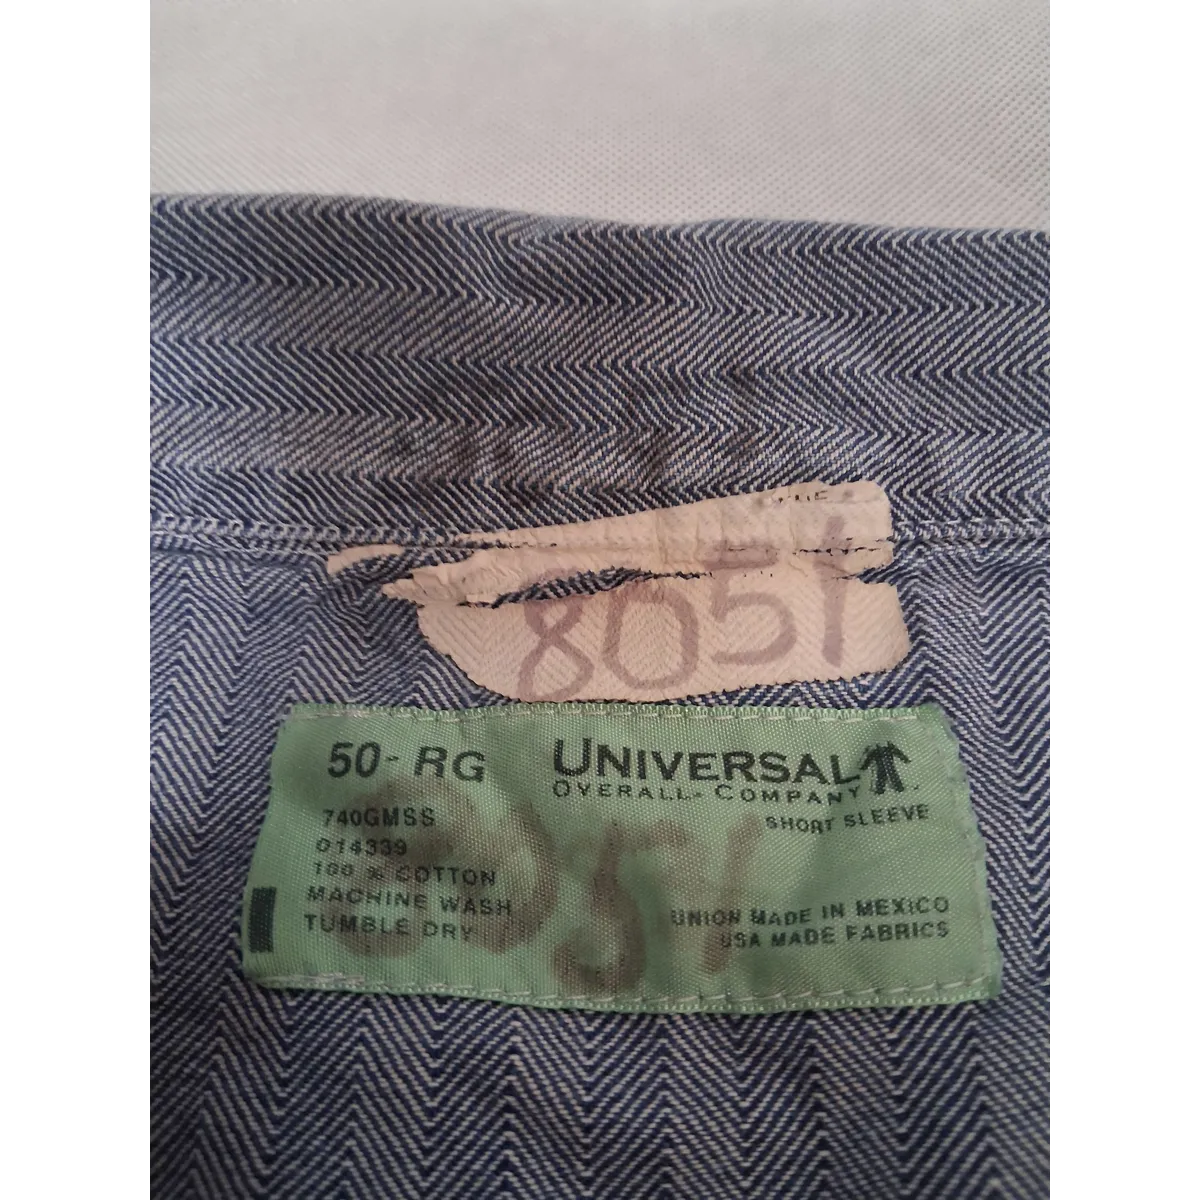 8051
50-RG
UNIVERSAL
OVERALL COMPANY
740GMSS
SHORT SLEEVE
014339
100 % COTTON
MACHINE WASH
TUMBLE DRY
UNION MADE IN MEXICO
USA MADE FABRICS
8051